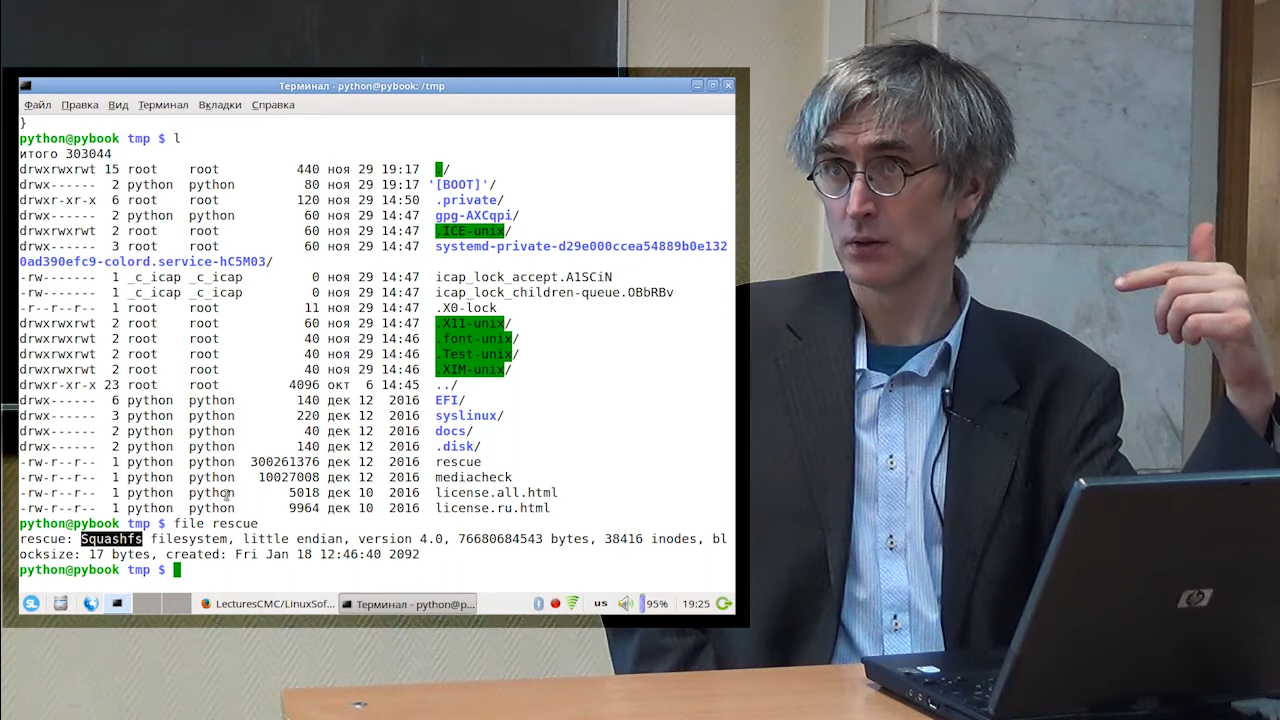 Терминал - python@pybook: /tmp
Файл Правка Вид Терминал Вкладки Справка
}
python@pybook tmp $ l
итого 303044
drwxrwxrwt 15 root root 440 ноя 29 19:17 ./
drwx------ 2 python python 80 ноя 29 19:17 '[BOOT]'/
drwxr-xr-x 6 root root 120 ноя 29 14:50 .private/
drwx------ 2 python python 60 ноя 29 14:47 gpg-AXCqpi/
drwxrwxrwt 2 root root 60 ноя 29 14:47 .ICE-unix/
drwx------ 3 root root 60 ноя 29 14:47 systemd-private-d29e000ccea54889b0e132
0ad390efc9-colord.service-hC5M03/
-rw------- 1 _c_icap _c_icap 0 ноя 29 14:47 icap_lock_accept.A1SCiN
-rw------- 1 _c_icap _c_icap 0 ноя 29 14:47 icap_lock_children-queue.OBbRBv
-r--r--r-- 1 root root 11 ноя 29 14:47 .X0-lock
drwxrwxrwt 2 root root 60 ноя 29 14:47 .X11-unix/
drwxrwxrwt 2 root root 40 ноя 29 14:46 .font-unix/
drwxrwxrwt 2 root root 40 ноя 29 14:46 .Test-unix/
drwxrwxrwt 2 root root 40 ноя 29 14:46 .XIM-unix/
drwxr-xr-x 23 root root 4096 окт 6 14:45 ../
drwx------ 6 python python 140 дек 12 2016 EFI/
drwx------ 3 python python 220 дек 12 2016 syslinux/
drwx------ 2 python python 40 дек 12 2016 docs/
drwx------ 2 python python 140 дек 12 2016 .disk/
-rw-r--r-- 1 python python 300261376 дек 12 2016 rescue
-rw-r--r-- 1 python python 10027008 дек 12 2016 mediacheck
-rw-r--r-- 1 python python 5018 дек 10 2016 license.all.html
-rw-r--r-- 1 python python 9964 дек 10 2016 license.ru.html
python@pybook tmp $ file rescue
rescue: Squashfs filesystem, little endian, version 4.0, 76680684543 bytes, 38416 inodes, bl
ocksize: 17 bytes, created: Fri Jan 18 12:46:40 2092
python@pybook tmp $
SL LecturesCMC/LinuxSof... Терминал - python@p... us 95% 19:25
hp